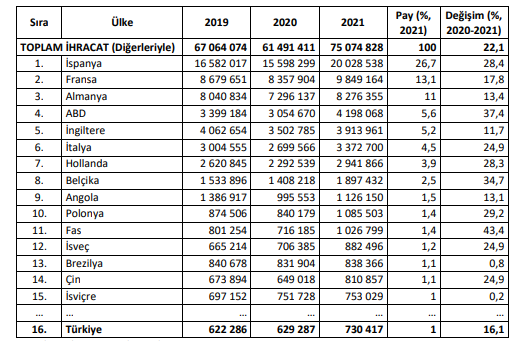 Sıra Ülke 2019 2020 2021 Pay (%, 2021) Değişim (%, 2020-2021)
TOPLAM İHRACAT (Diğerleriyle) 67 064 074 61 491 411 75 074 828 100 22,1
1. İspanya 16 582 017 15 598 299 20 028 538 26,7 28,4
2. Fransa 8 679 651 8 357 904 9 849 164 13,1 17,8
3. Almanya 8 040 834 7 296 137 8 276 355 11 13,4
4. ABD 3 399 184 3 054 670 4 198 068 5,6 37,4
5. İngiltere 4 062 654 3 502 785 3 913 961 5,2 11,7
6. İtalya 3 004 555 2 699 566 3 372 700 4,5 24,9
7. Hollanda 2 620 845 2 292 539 2 941 866 3,9 28,3
8. Belçika 1 533 896 1 408 218 1 897 432 2,5 34,7
9. Angola 1 386 917 995 553 1 126 150 1,5 13,1
10. Polonya 874 506 840 179 1 085 503 1,4 29,2
11. Fas 801 254 716 185 1 026 799 1,4 43,4
12. İsveç 665 214 706 385 882 496 1,2 24,9
13. Brezilya 840 678 831 904 838 366 1,1 0,8
14. Çin 673 894 649 018 810 857 1,1 24,9
15. İsviçre 697 152 751 728 753 029 1 0,2
... ... ... ... ... ... ...
16. Türkiye 622 286 629 287 730 417 1 16,1